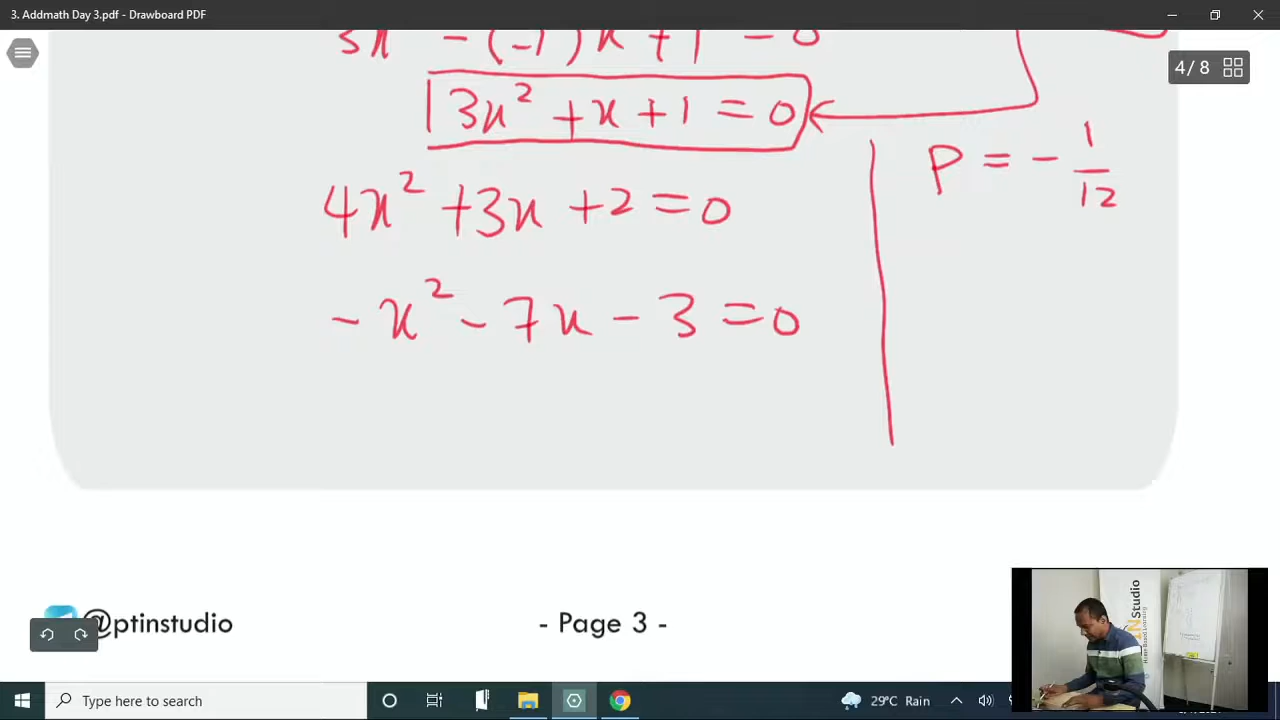 3. Addmath Day 3.pdf - Drawboard PDF
4 / 8
3x² + x + 1 = 0
P = - 1/12
4x² + 3x + 2 = 0
- x² - 7x - 3 = 0
@ptinstudio
- Page 3 -
INStudio
Type here to search
29°C Rain